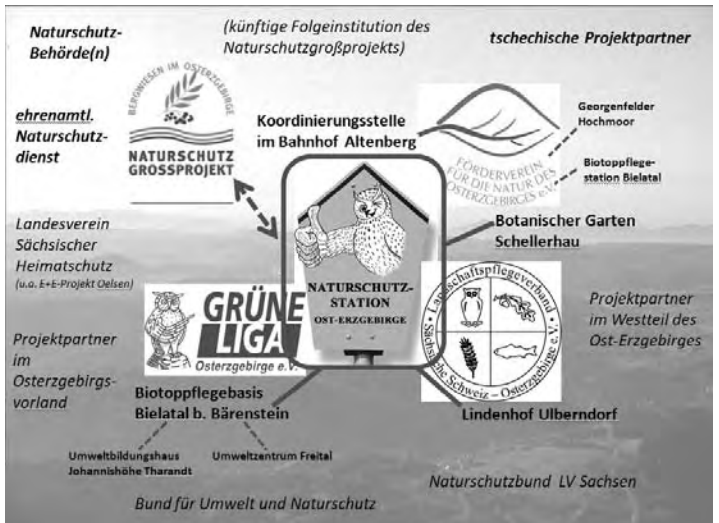 Naturschutz-
Behörde(n)
(künftige Folgeinstitution des
Naturschutzgroßprojekts)
tschechische Projektpartner
BERGWIESEN IM OSTERZGEBIRGE
NATURSCHUTZ
GROSSPROJEKT
ehrenamtl.
Naturschutz-
dienst
Koordinierungsstelle
im Bahnhof Altenberg
FÖRDERVEREIN
FÜR DIE NATUR DES
OSTERZGEBIRGES e.V.
Georgenfelder
Hochmoor
Biotoppflege-
station Bielatal
Landesverein
Sächsischer
Heimatschutz
(u.a. E+E-Projekt Oelsen)
NATURSCHUTZ-
STATION
OST-ERZGEBIRGE
Botanischer Garten
Schellerhau
GRÜNE
LIGA
Osterzgebirge e.V.
Landschaftspflegeverband
Sächsische Schweiz - Osterzgebirge e.V.
Projektpartner
im Westteil des
Ost-Erzgebirges
Projektpartner
im
Osterzgebirgs-
vorland
Biotoppflegebasis
Bielatal b. Bärenstein
Lindenhof Ulberndorf
Umweltbildungshaus
Johannishöhe Tharandt
Umweltzentrum Freital
Naturschutzbund LV Sachsen
Bund für Umwelt und Naturschutz